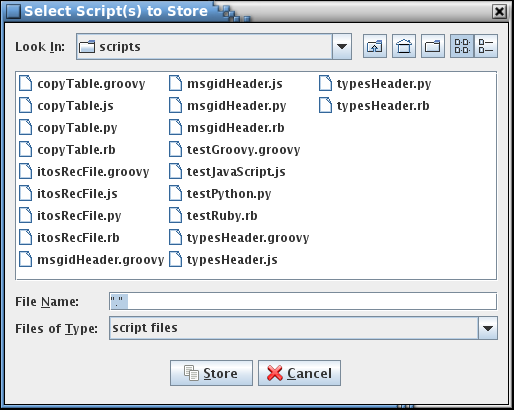 Select Script(s) to Store
Look In: scripts
copyTable.groovy
copyTable.js
copyTable.py
copyTable.rb
itosRecFile.groovy
itosRecFile.js
itosRecFile.py
itosRecFile.rb
msgidHeader.groovy
msgidHeader.js
msgidHeader.py
msgidHeader.rb
testGroovy.groovy
testJavaScript.js
testPython.py
testRuby.rb
typesHeader.groovy
typesHeader.js
typesHeader.py
typesHeader.rb
File Name: "."
Files of Type: script files
Store Cancel